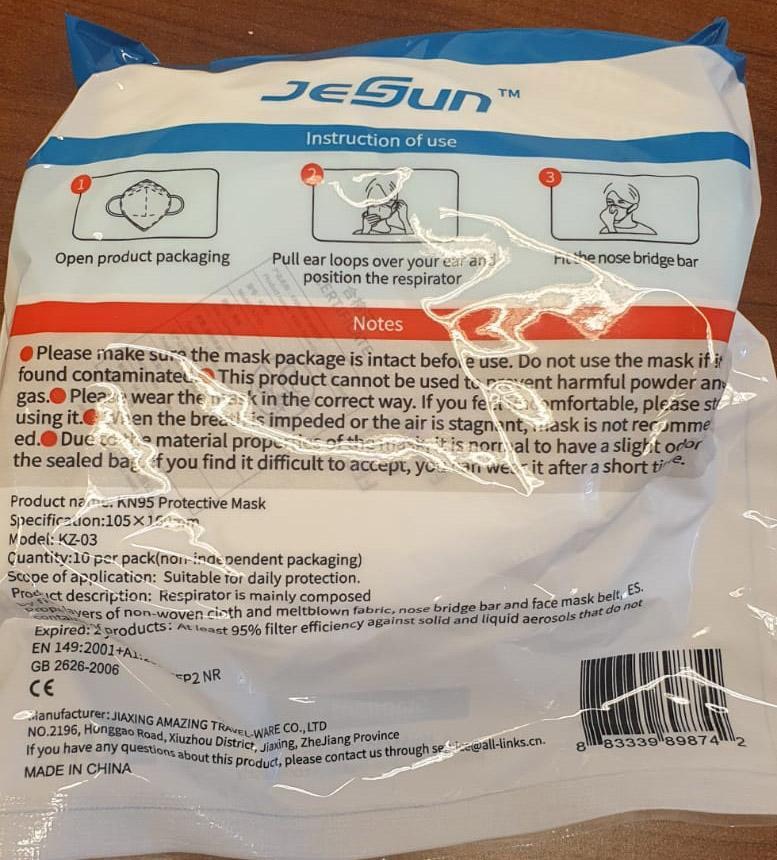 JESUN™
Instruction of use
1
2
3
Open product packaging
Pull ear loops over your ear and
position the respirator
Fit the nose bridge bar
Notes
Please make sure the mask package is intact before use. Do not use the mask if it
found contaminated. This product cannot be used to prevent harmful powder an
gas. Please wear the mask in the correct way. If you feel uncomfortable, please st
using it. When the breath is impeded or the air is stagnant, mask is not recomme
ed. Due to the material properties of the mask, it is normal to have a slight odor
the sealed bag. If you find it difficult to accept, you can wear it after a short time.
Product name: KN95 Protective Mask
Specification:105×
Model: KZ-03
Quantity:10 per pack(non-independent packaging)
Scope of application: Suitable for daily protection.
Product description: Respirator is mainly composed
layers of non-woven cloth and meltblown fabric, nose bridge bar and face mask belt,
products: At least 95% filter efficiency against solid and liquid aerosols that do not
Expired: 2
EN 149:2001+A1: FP2 NR
GB 2626-2006
CE
Manufacturer: JIAXING AMAZING TRAVEL-WARE CO., LTD
NO.2196, Hunggao Road, Xiuzhou District, Jiaxing, ZheJiang Province
If you have any questions about this product, please contact us through service@all-links.cn.
MADE IN CHINA
8 83339 89874 2